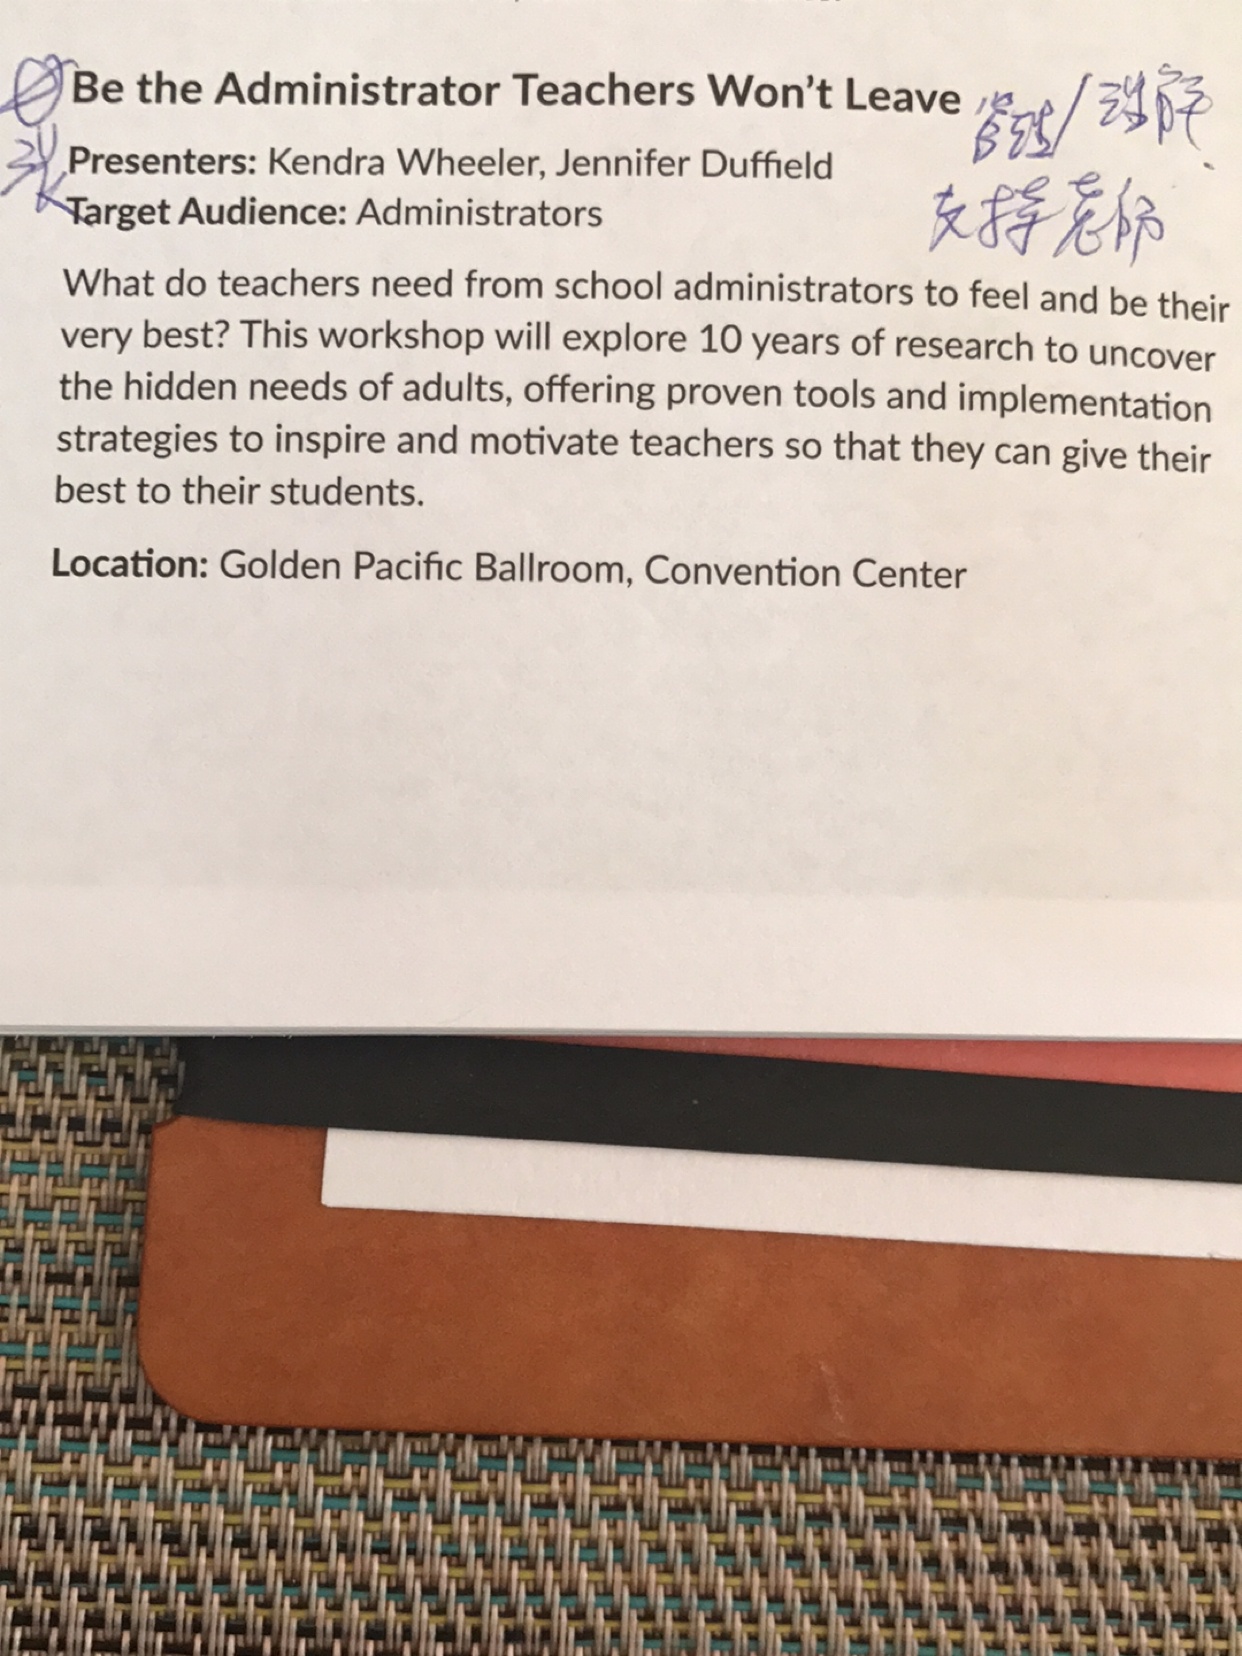 Be the Administrator Teachers Won't Leave 管理/理解
張
Presenters: Kendra Wheeler, Jennifer Duffield
支持老師
Target Audience: Administrators
What do teachers need from school administrators to feel and be their
very best? This workshop will explore 10 years of research to uncover
the hidden needs of adults, offering proven tools and implementation
strategies to inspire and motivate teachers so that they can give their
best to their students.
Location: Golden Pacific Ballroom, Convention Center